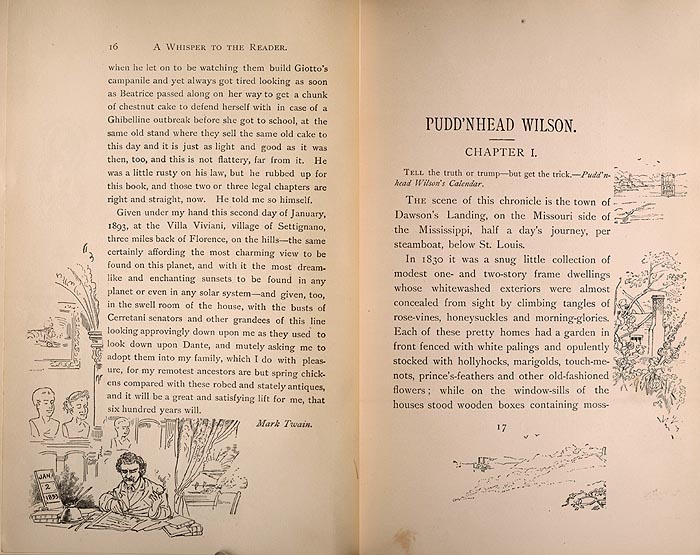 16 A Whisper to the Reader.
when he let on to be watching them build Giotto's
campanile and yet always got tired looking as soon
as Beatrice passed along on her way to get a chunk
of chestnut cake to defend herself with in case of a
Ghibelline outbreak before she got to school, at the
same old stand where they sell the same old cake to
this day and it is just as light and good as it was
then, too, and this is not flattery, far from it. He
was a little rusty on his law, but he rubbed up for
this book, and those two or three legal chapters are
right and straight, now. He told me so himself.
Given under my hand this second day of January,
1893, at the Villa Viviani, village of Settignano,
three miles back of Florence, on the hills—the same
certainly affording the most charming view to be
found on this planet, and with it the most dream-
like and enchanting sunsets to be found in any
planet or even in any solar system—and given, too,
in the swell room of the house, with the busts of
Cerretani senators and other grandees of this line
looking approvingly down upon me as they used to
look down upon Dante, and mutely asking me to
adopt them into my family, which I do with pleas-
ure, for my remotest ancestors are but spring chick-
ens compared with these robed and stately antiques,
and it will be a great and satisfying lift for me, that
six hundred years will.
Mark Twain.
JAN.
2
1893
PUDD'NHEAD WILSON.
CHAPTER I.
Tell the truth or trump—but get the trick.—Pudd'n-
head Wilson's Calendar.
The scene of this chronicle is the town of
Dawson's Landing, on the Missouri side of
the Mississippi, half a day's journey, per
steamboat, below St. Louis.
In 1830 it was a snug little collection of
modest one- and two-story frame dwellings
whose whitewashed exteriors were almost
concealed from sight by climbing tangles of
rose-vines, honeysuckles and morning-glories.
Each of these pretty homes had a garden in
front fenced with white palings and opulently
stocked with hollyhocks, marigolds, touch-me-
nots, prince's-feathers and other old-fashioned
flowers; while on the window-sills of the
houses stood wooden boxes containing moss-
17